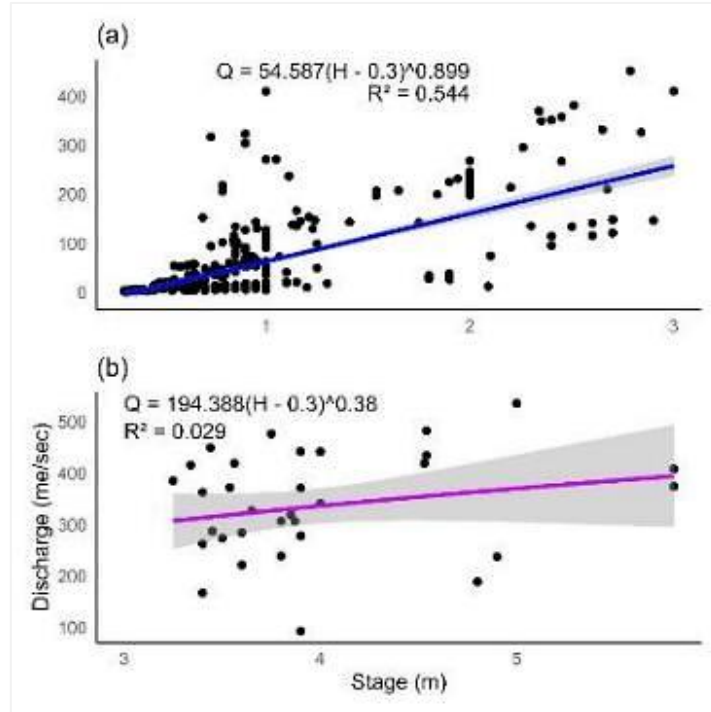 (a)
Q = 54.587(H - 0.3)^0.899
R² = 0.544
400
300
200
100
0
1 2 3
(b)
Q = 194.388(H - 0.3)^0.38
R² = 0.029
500
400
300
200
100
Discharge (me/sec)
3 4 5
Stage (m)